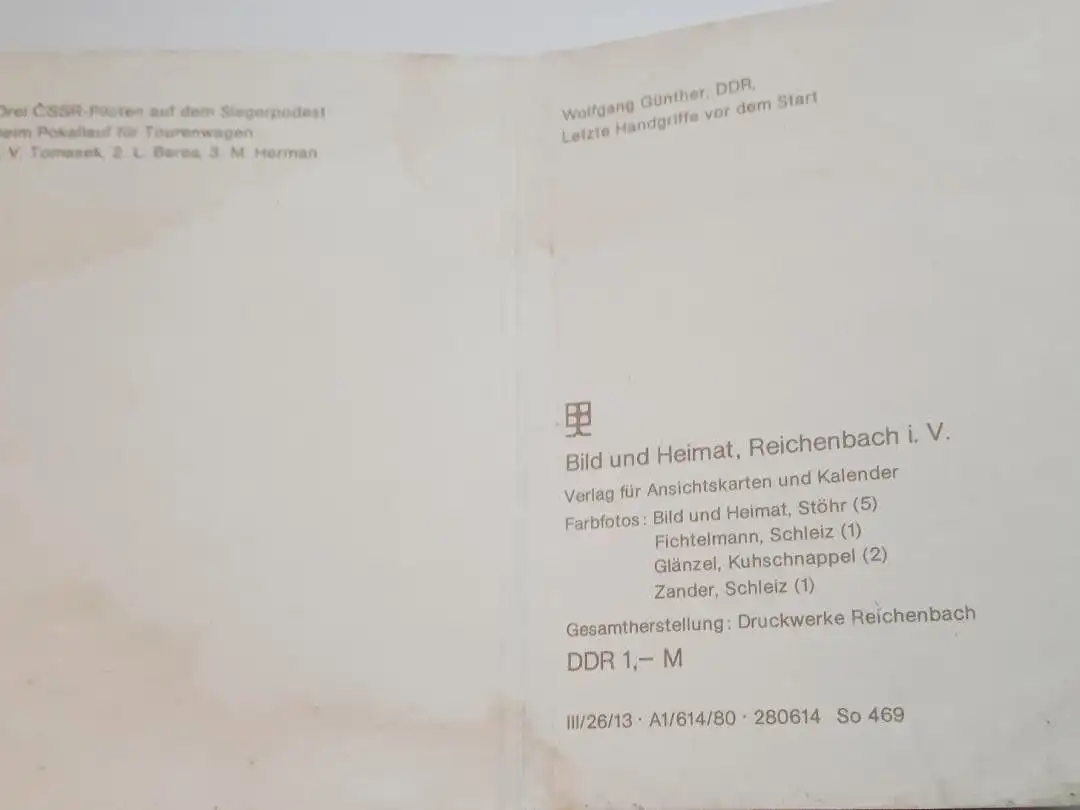 Drei ČSSR-Piloten auf dem Siegerpodest
beim Pokallauf für Tourenwagen
V. Tomasek, 2. L. Bares, 3. M. Herman
Wolfgang Günther, DDR,
Letzte Handgriffe vor dem Start
Bild und Heimat, Reichenbach i. V.
Verlag für Ansichtskarten und Kalender
Farbfotos: Bild und Heimat, Stöhr (5)
Fichtelmann, Schleiz (1)
Glänzel, Kuhschnappel (2)
Zander, Schleiz (1)
Gesamtherstellung: Druckwerke Reichenbach
DDR 1,– M
III/26/13 · A1/614/80 · 280614 So 469